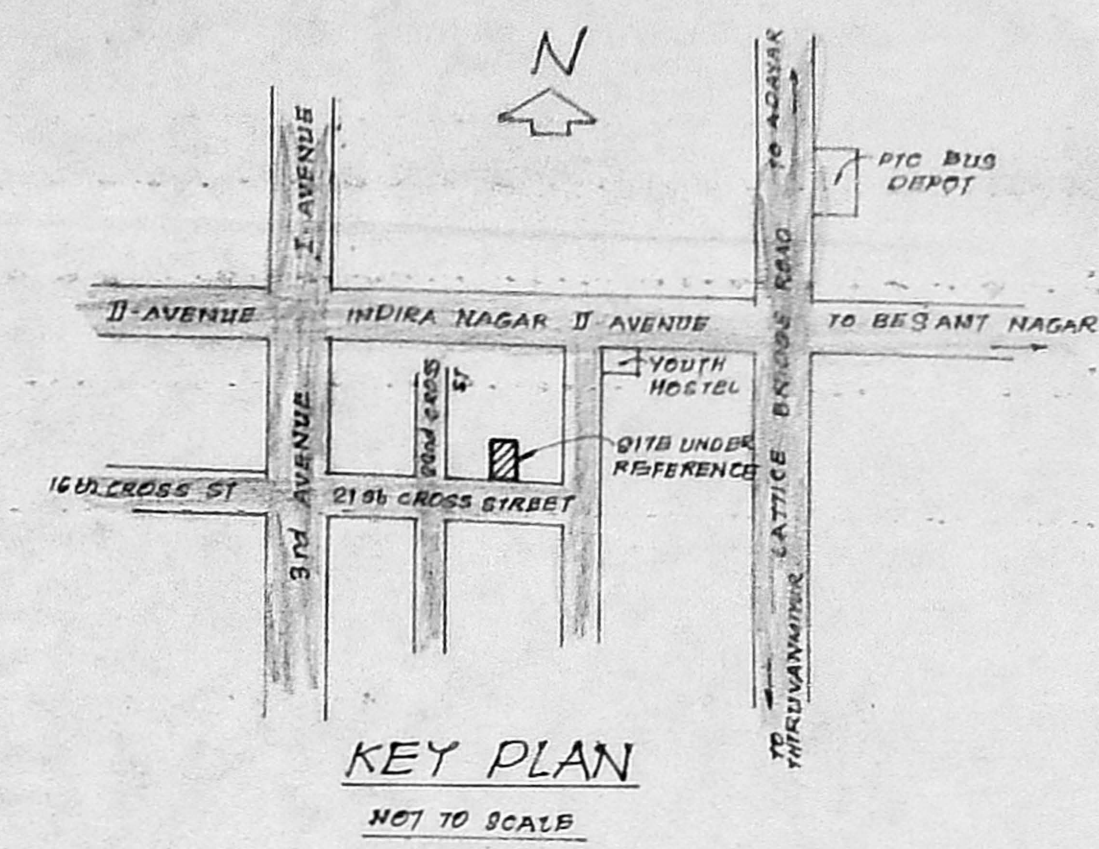 N
I-AVENUE
TO ADAYAR
PTC BUS
DEPOT
II-AVENUE
INDIRA NAGAR II-AVENUE
TO BESANT NAGAR
LATTICE BRIDGE ROAD
YOUTH
HOSTEL
22nd CROSS
ST
SITE UNDER
REFERENCE
16th CROSS ST
3rd AVENUE
21st CROSS STREET
TO
THIRUVANMIYUR
KEY PLAN
NOT TO SCALE